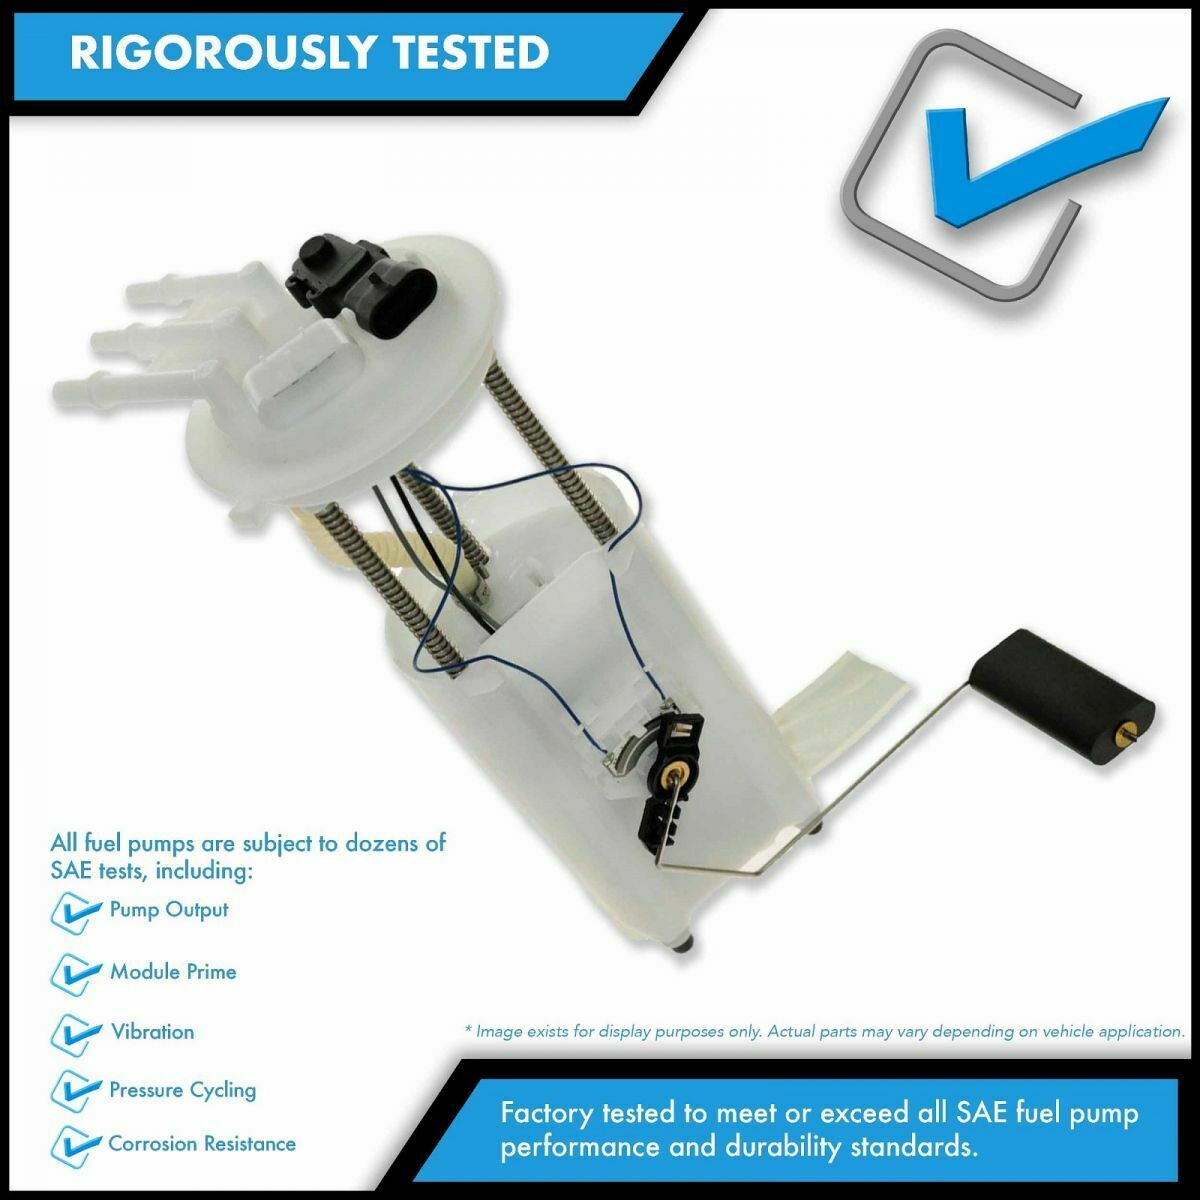 RIGOROUSLY TESTED
All fuel pumps are subject to dozens of
SAE tests, including:
Pump Output
Module Prime
Vibration
Pressure Cycling
Corrosion Resistance
* Image exists for display purposes only. Actual parts may vary depending on vehicle application.
Factory tested to meet or exceed all SAE fuel pump
performance and durability standards.